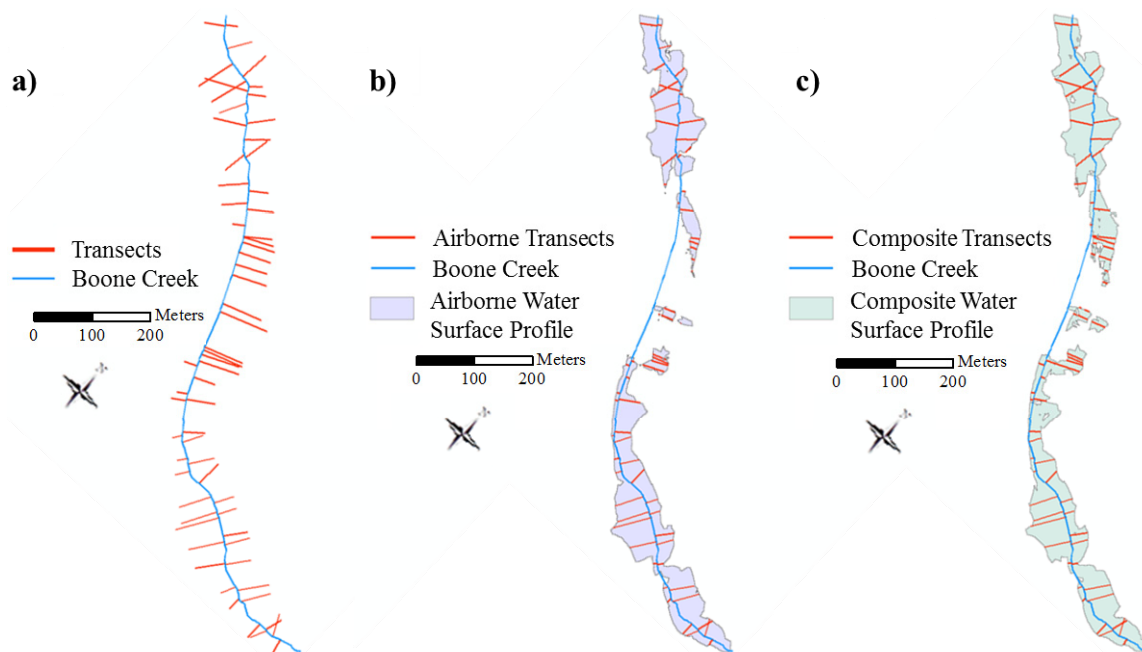 a)
Transects
Boone Creek
Meters
0 100 200
b)
Airborne Transects
Boone Creek
Airborne Water
Surface Profile
Meters
0 100 200
c)
Composite Transects
Boone Creek
Composite Water
Surface Profile
Meters
0 100 200